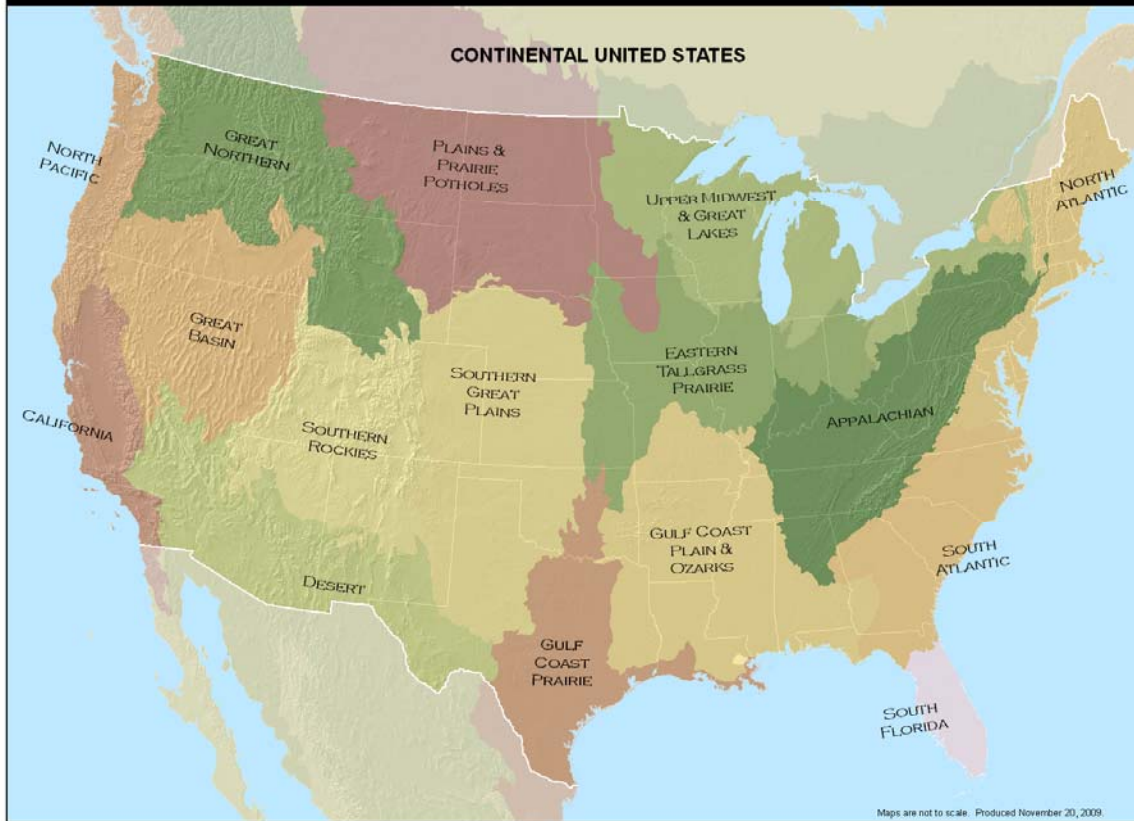 CONTINENTAL UNITED STATES
NORTH
PACIFIC
GREAT
NORTHERN
PLAINS &
PRAIRIE
POTHOLES
UPPER MIDWEST
& GREAT
LAKES
NORTH
ATLANTIC
GREAT
BASIN
CALIFORNIA
SOUTHERN
ROCKIES
SOUTHERN
GREAT
PLAINS
EASTERN
TALLGRASS
PRAIRIE
APPALACHIAN
DESERT
GULF COAST
PLAIN &
OZARKS
SOUTH
ATLANTIC
GULF
COAST
PRAIRIE
SOUTH
FLORIDA
Maps are not to scale. Produced November 20, 2009.